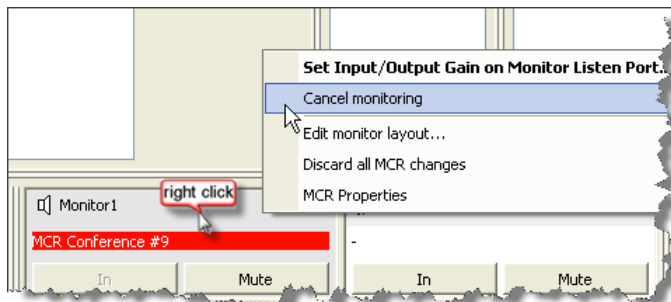 Set Input/Output Gain on Monitor Listen Port..
Cancel monitoring
Edit monitor layout...
Discard all MCR changes
MCR Properties
right click
Monitor1
MCR Conference #9
-
In Mute In Mute